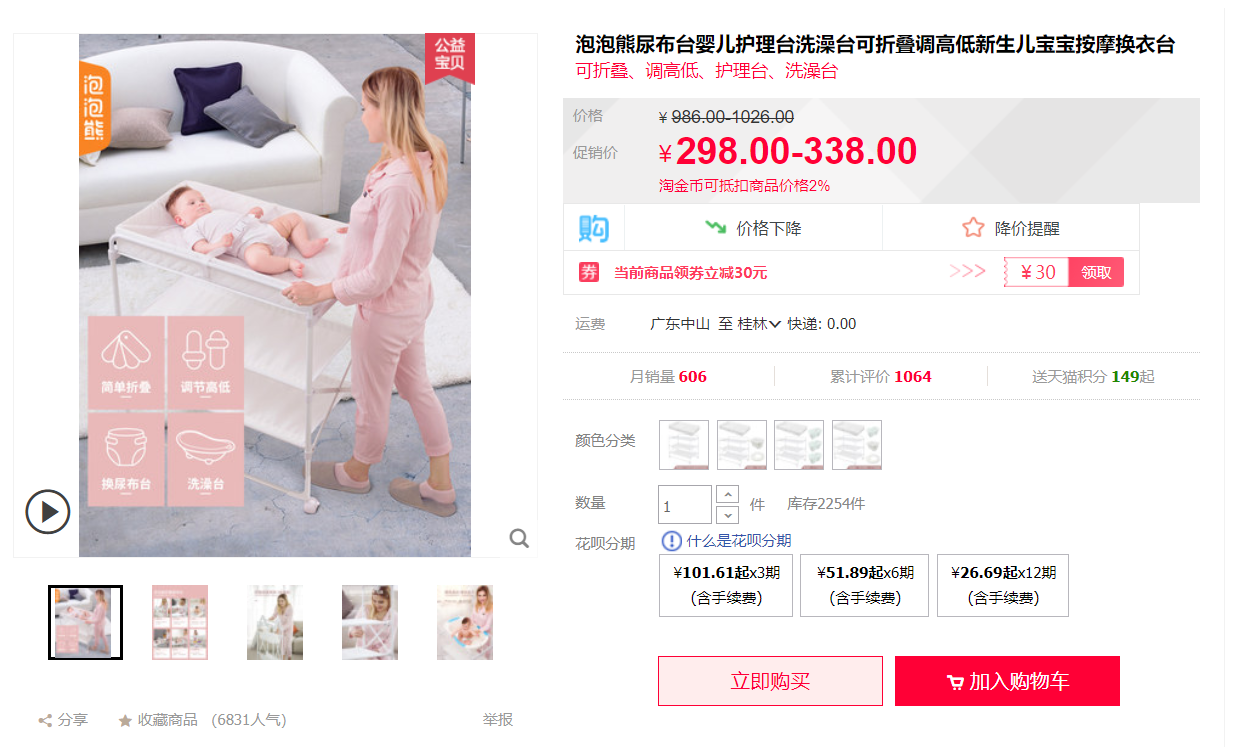 公益
宝贝
泡泡熊
简单折叠
调节高低
换尿布台
洗澡台
分享
收藏商品 (6831人气)
举报
泡泡熊尿布台婴儿护理台洗澡台可折叠调高低新生儿宝宝按摩换衣台
可折叠、调高低、护理台、洗澡台
价格 ¥ 986.00-1026.00
促销价 ¥ 298.00-338.00
淘金币可抵扣商品价格2%
购 价格下降 降价提醒
券 当前商品领券立减30元 >>> ¥ 30 领取
运费 广东中山 至 桂林 快递: 0.00
月销量 606 累计评价 1064 送天猫积分 149起
颜色分类
数量 1 件 库存2254件
花呗分期 什么是花呗分期
¥101.61起x3期 ¥51.89起x6期 ¥26.69起x12期
(含手续费) (含手续费) (含手续费)
立即购买 加入购物车